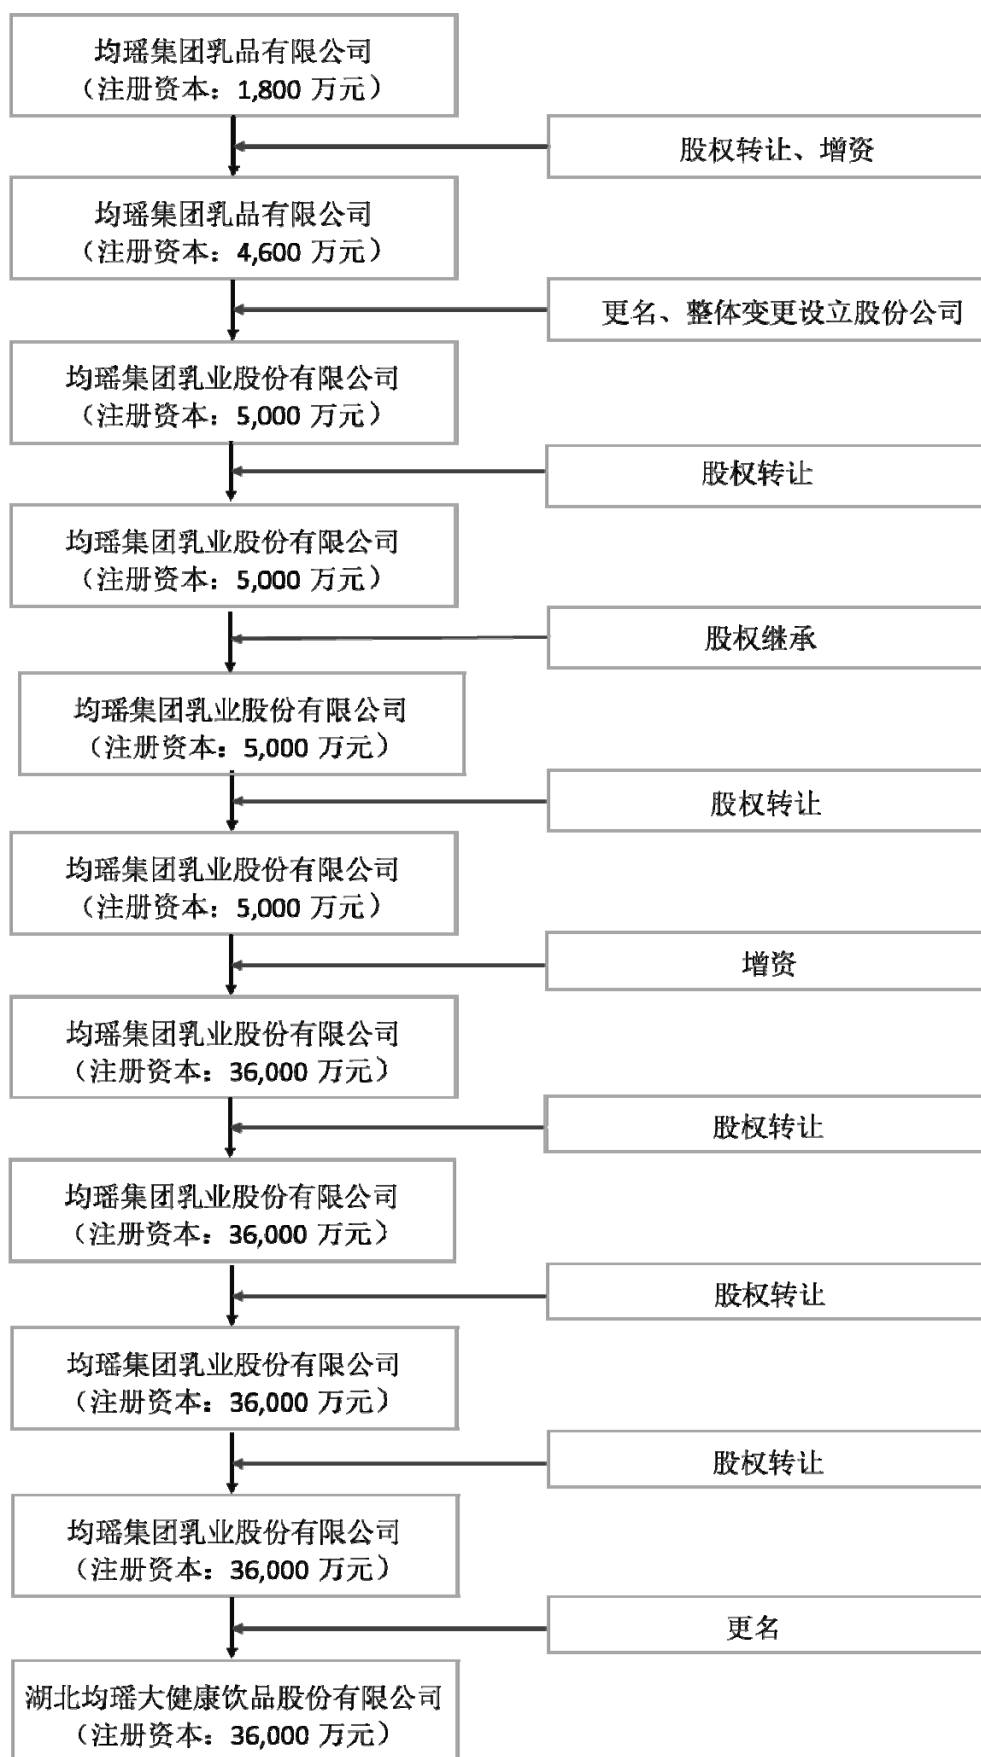 均瑶集团乳品有限公司
（注册资本：1,800 万元）
股权转让、增资
均瑶集团乳品有限公司
（注册资本：4,600 万元）
更名、整体变更设立股份公司
均瑶集团乳业股份有限公司
（注册资本：5,000 万元）
股权转让
均瑶集团乳业股份有限公司
（注册资本：5,000 万元）
股权继承
均瑶集团乳业股份有限公司
（注册资本：5,000 万元）
股权转让
均瑶集团乳业股份有限公司
（注册资本：5,000 万元）
增资
均瑶集团乳业股份有限公司
（注册资本：36,000 万元）
股权转让
均瑶集团乳业股份有限公司
（注册资本：36,000 万元）
股权转让
均瑶集团乳业股份有限公司
（注册资本：36,000 万元）
股权转让
均瑶集团乳业股份有限公司
（注册资本：36,000 万元）
更名
湖北均瑶大健康饮品股份有限公司
（注册资本：36,000 万元）